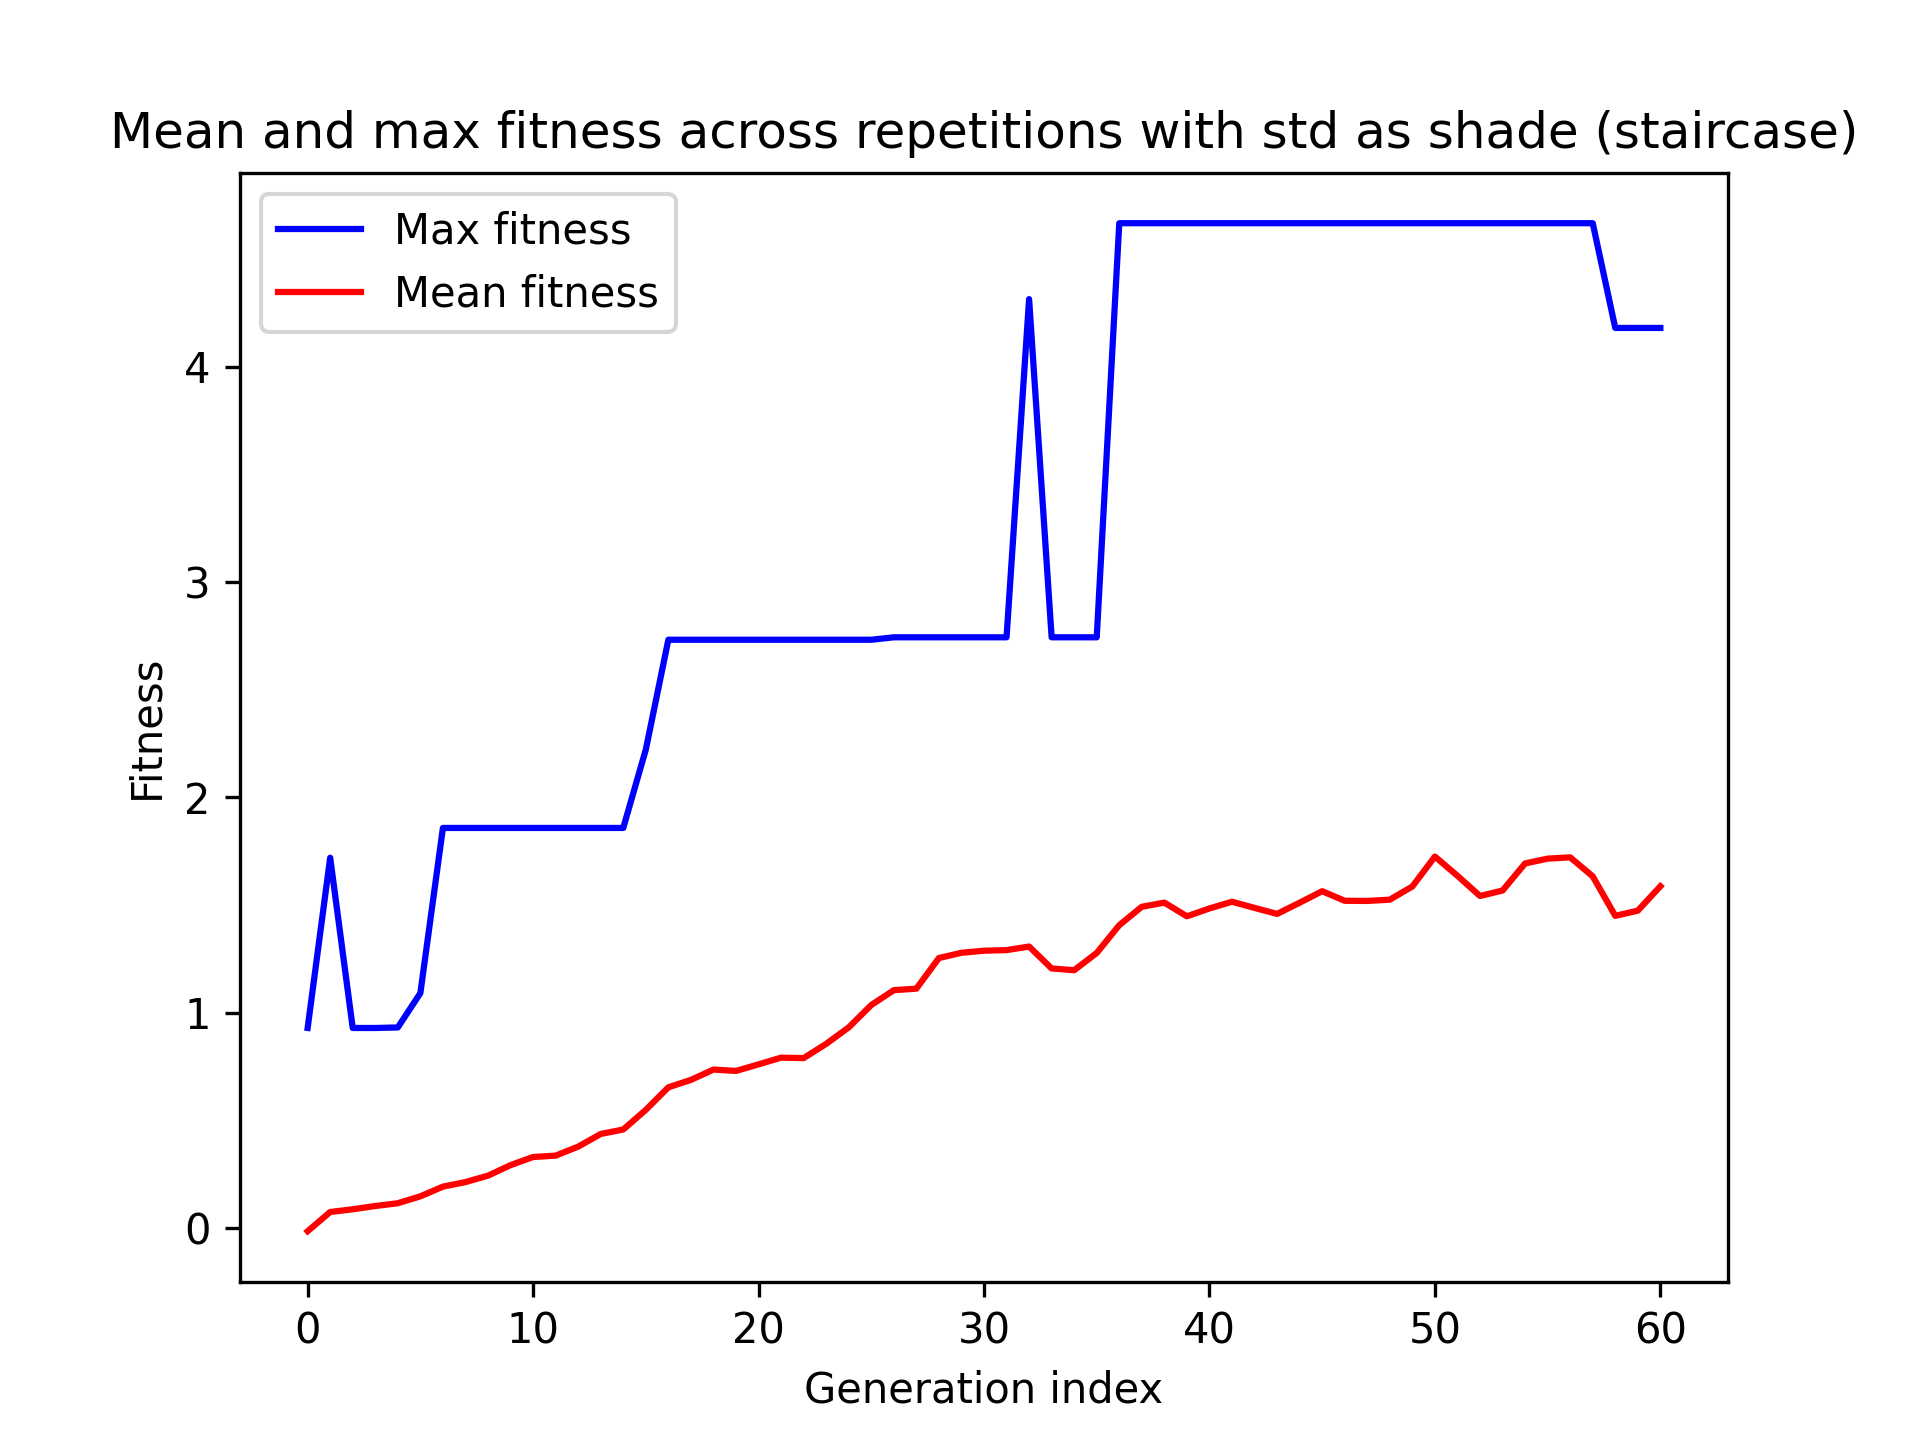 Mean and max fitness across repetitions with std as shade (staircase)
Max fitness
Mean fitness
4
3
2
1
0
Fitness
0 10 20 30 40 50 60
Generation index